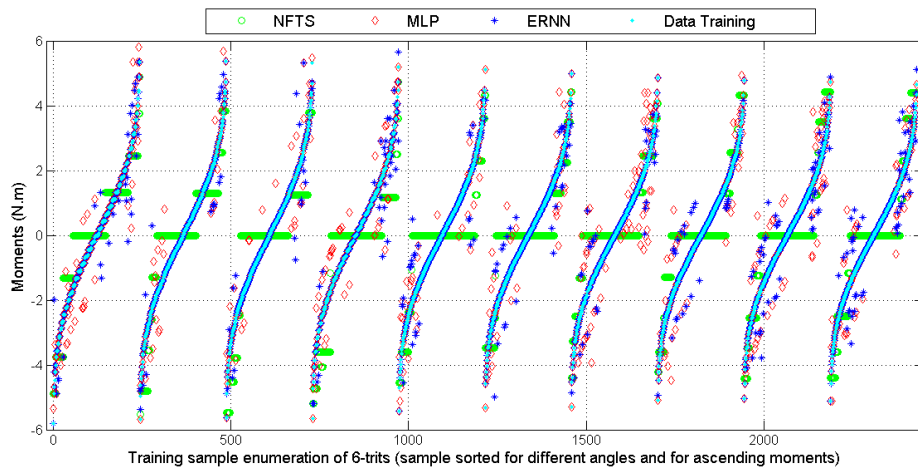 NFTS MLP ERNN Data Training
6
4
2
0
-2
-4
-6
Moments (N.m)
0 500 1000 1500 2000
Training sample enumeration of 6-trits (sample sorted for different angles and for ascending moments)